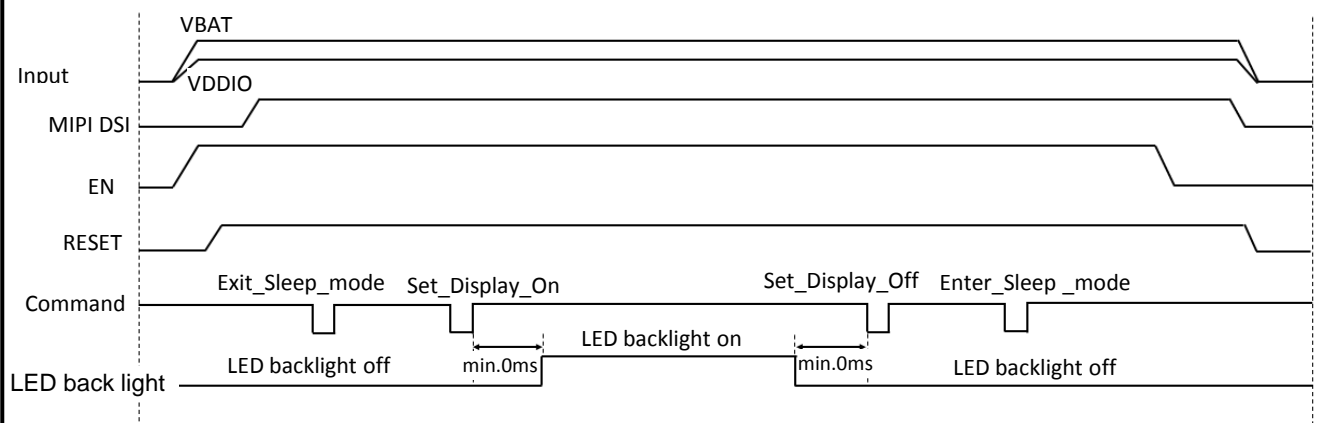 VBAT
Input
VDDIO
MIPI DSI
EN
RESET
Exit_Sleep_mode
Set_Display_On
Set_Display_Off
Enter_Sleep _mode
Command
LED backlight on
LED backlight off
min.0ms
min.0ms
LED backlight off
LED back light